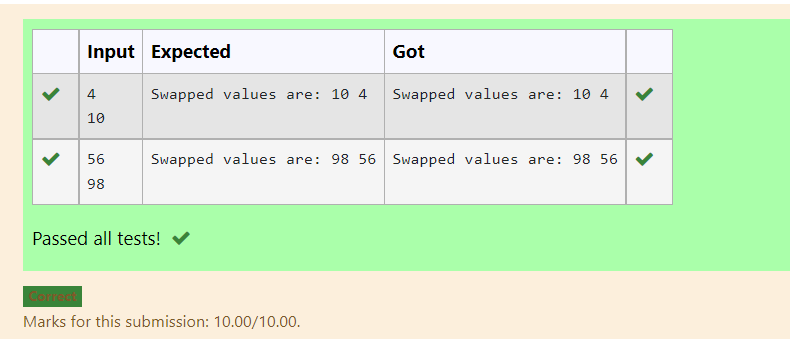 Input Expected Got
4 Swapped values are: 10 4 Swapped values are: 10 4
10
56 Swapped values are: 98 56 Swapped values are: 98 56
98
Passed all tests!
Correct
Marks for this submission: 10.00/10.00.